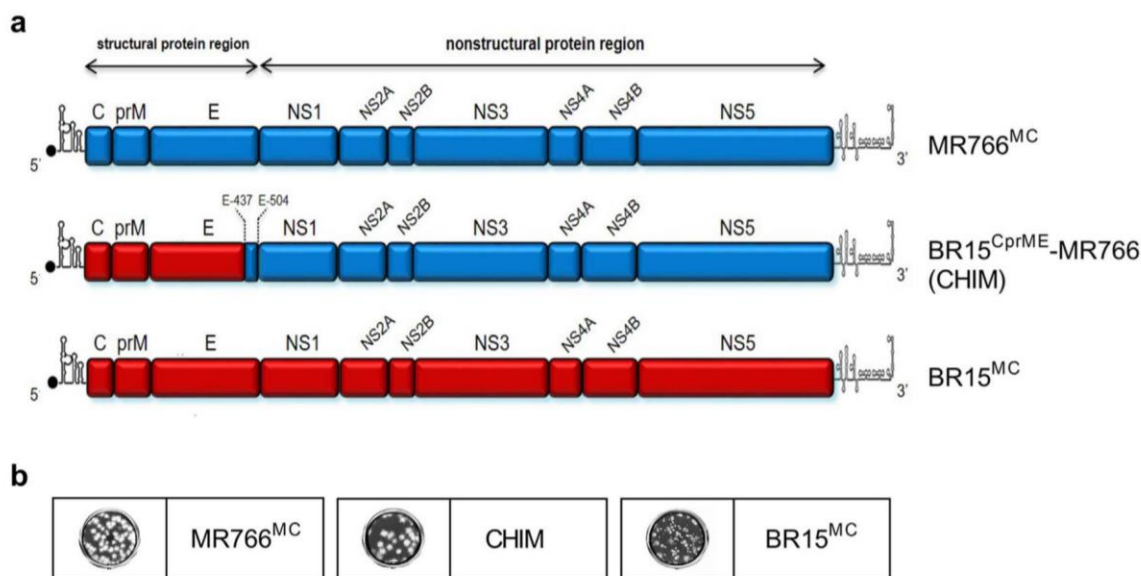 a
structural protein region
nonstructural protein region
C prM E NS1 NS2A NS2B NS3 NS4A NS4B NS5
5' 3' MR766MC
E-437 E-504
C prM E NS1 NS2A NS2B NS3 NS4A NS4B NS5
5' 3' BR15CprME-MR766
(CHIM)
C prM E NS1 NS2A NS2B NS3 NS4A NS4B NS5
5' 3' BR15MC
b
MR766MC CHIM BR15MC